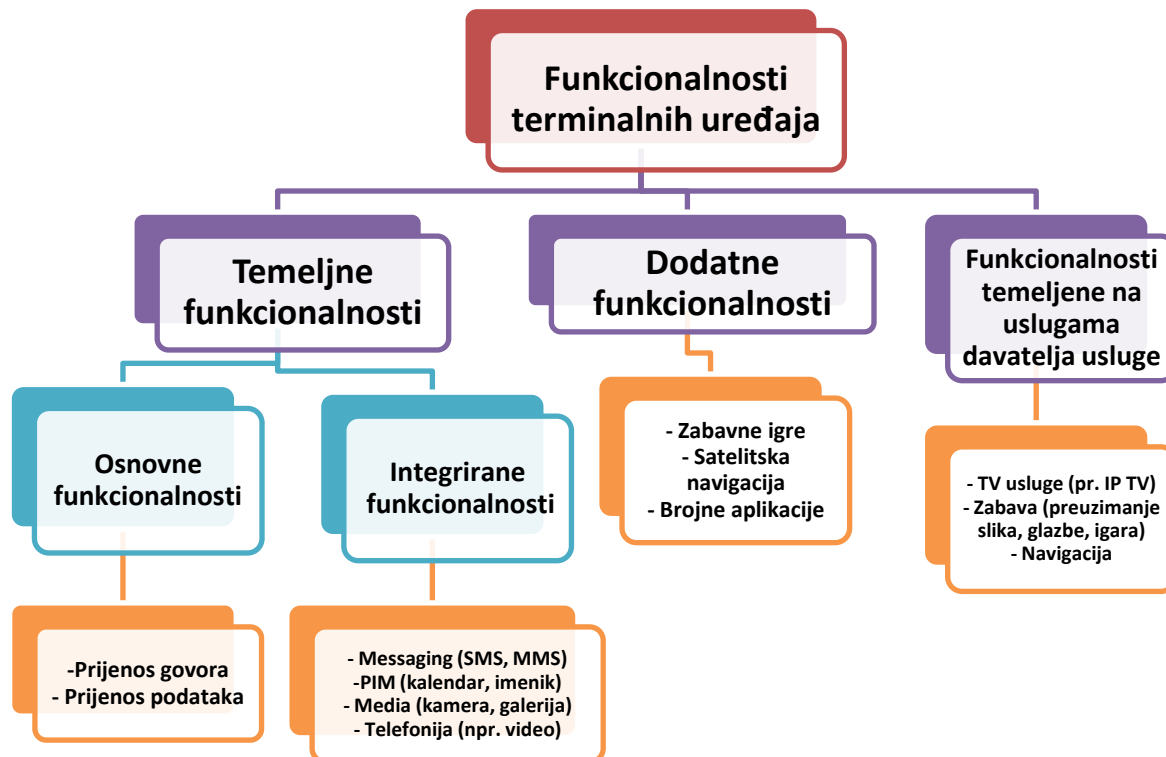 Funkcionalnosti
terminalnih uređaja
Temeljne
funkcionalnosti
Dodatne
funkcionalnosti
Funkcionalnosti
temeljene na
uslugama
davatelja usluge
Osnovne
funkcionalnosti
Integrirane
funkcionalnosti
- Zabavne igre
- Satelitska
navigacija
- Brojne aplikacije
- TV usluge (pr. IP TV)
- Zabava (preuzimanje
slika, glazbe, igara)
- Navigacija
-Prijenos govora
- Prijenos podataka
- Messaging (SMS, MMS)
-PIM (kalendar, imenik)
- Media (kamera, galerija)
- Telefonija (npr. video)